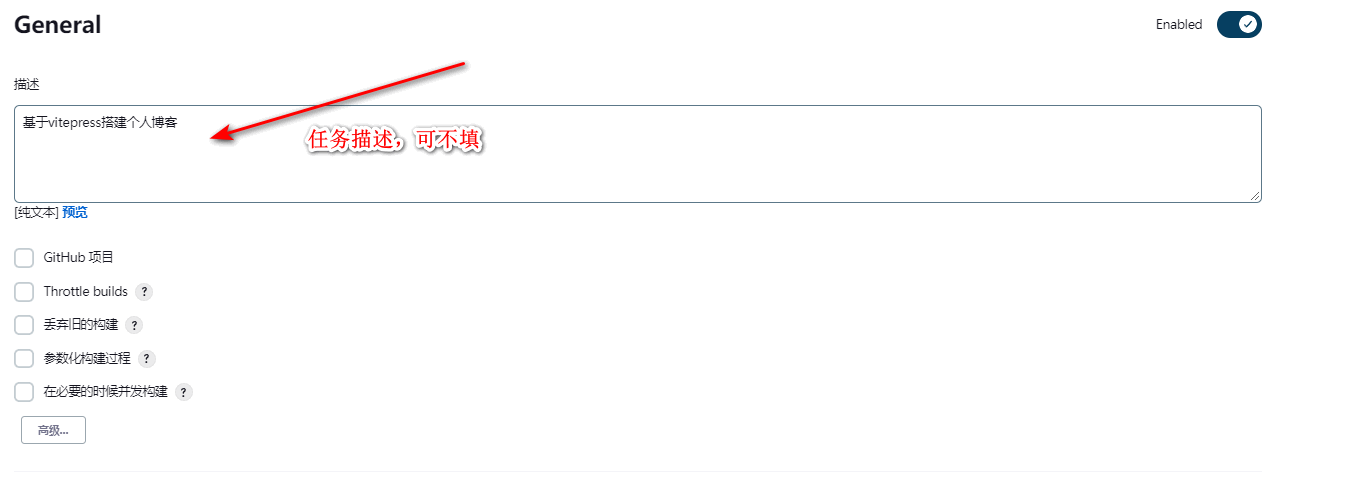 General
Enabled
描述
基于vitepress搭建个人博客
任务描述，可不填
[纯文本] 预览
GitHub 项目
Throttle builds ?
丢弃旧的构建 ?
参数化构建过程 ?
在必要的时候并发构建 ?
高级...